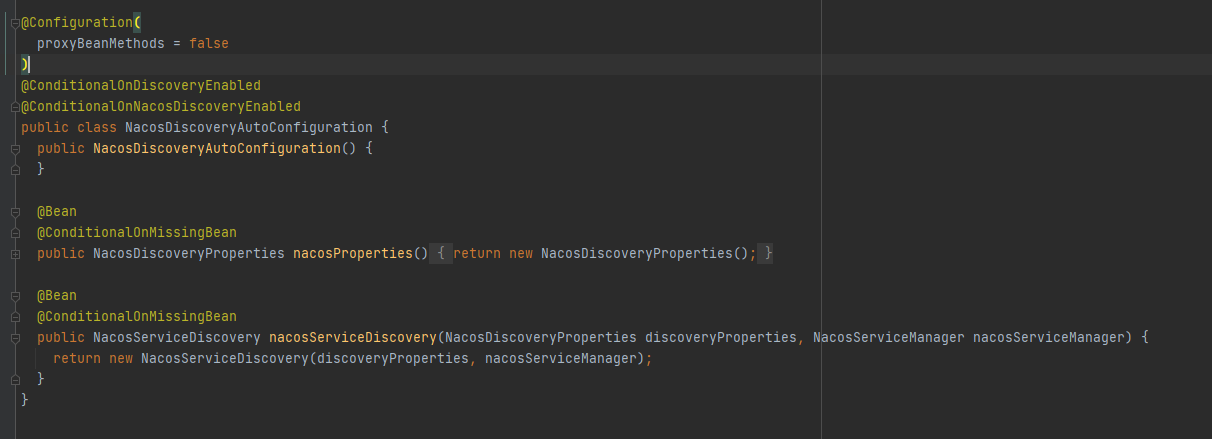 @Configuration(
  proxyBeanMethods = false
)
@ConditionalOnDiscoveryEnabled
@ConditionalOnNacosDiscoveryEnabled
public class NacosDiscoveryAutoConfiguration {
  public NacosDiscoveryAutoConfiguration() {
  }

  @Bean
  @ConditionalOnMissingBean
  public NacosDiscoveryProperties nacosProperties() { return new NacosDiscoveryProperties(); }

  @Bean
  @ConditionalOnMissingBean
  public NacosServiceDiscovery nacosServiceDiscovery(NacosDiscoveryProperties discoveryProperties, NacosServiceManager nacosServiceManager) {
    return new NacosServiceDiscovery(discoveryProperties, nacosServiceManager);
  }
}